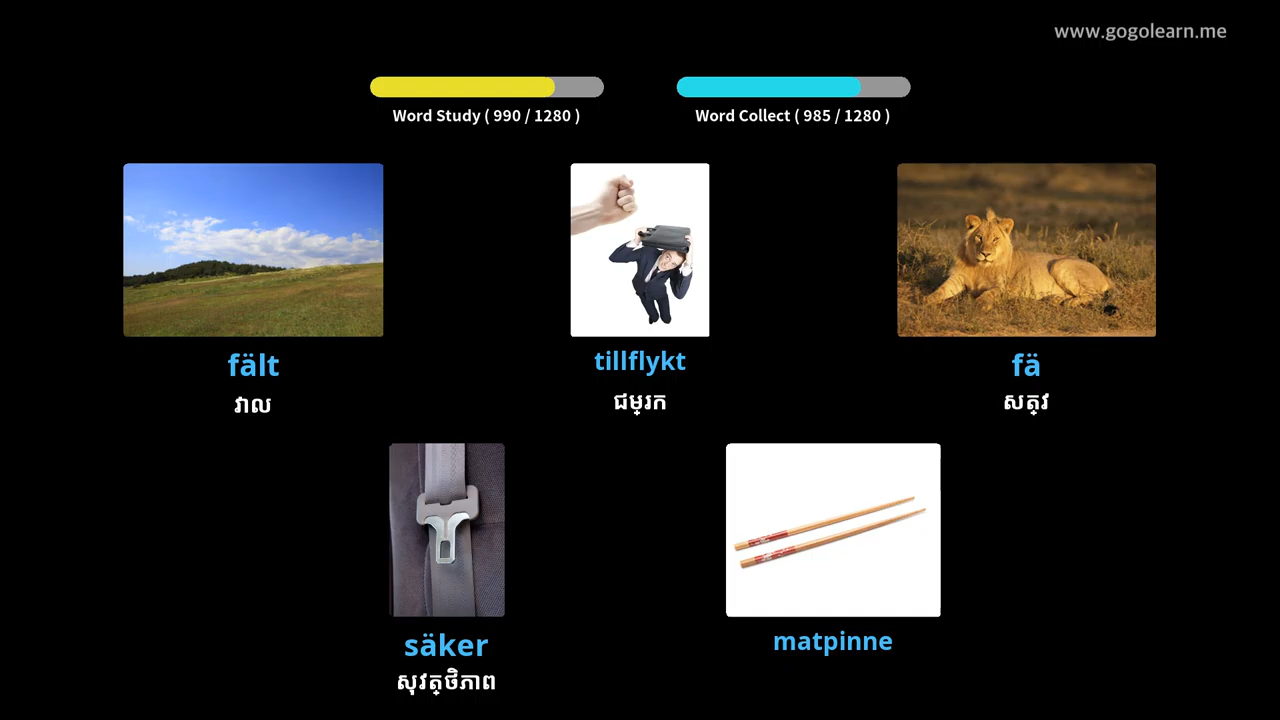 www.gogolearn.me
Word Study ( 990 / 1280 )
Word Collect ( 985 / 1280 )
fält
tillflykt
fä
វាល
ជម្រក
សត្វ
säker
matpinne
សុវត្ថិភាព